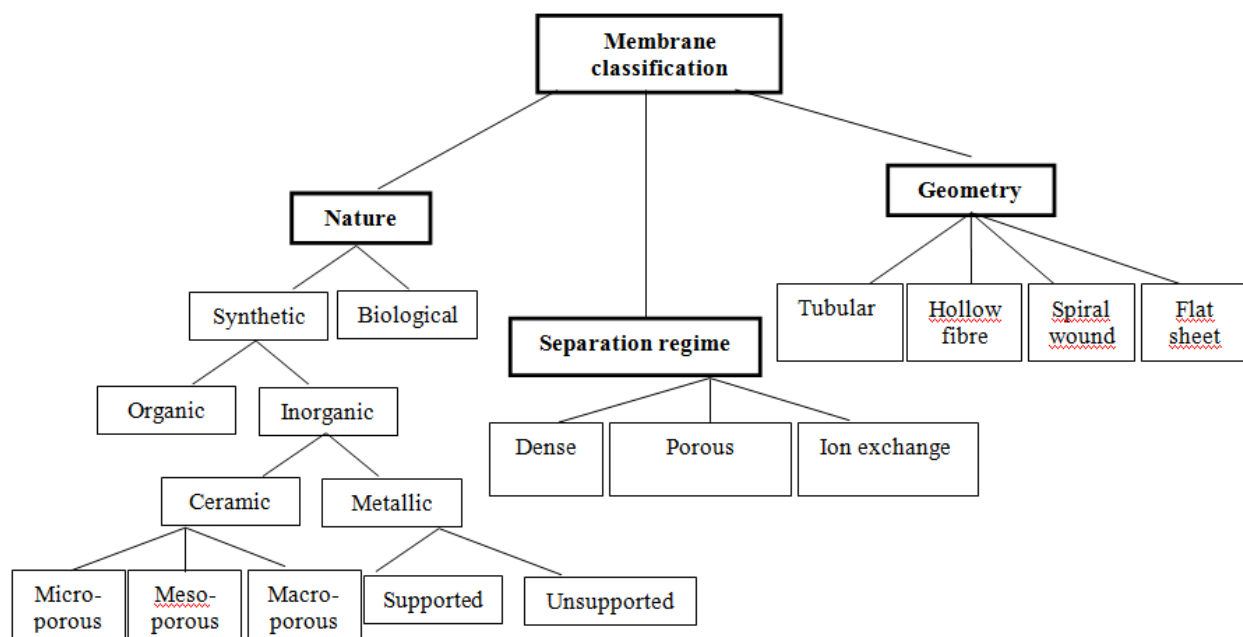 Membrane
classification
Nature
Geometry
Separation regime
Synthetic
Biological
Tubular
Hollow
fibre
Spiral
wound
Flat
sheet
Organic
Inorganic
Dense
Porous
Ion exchange
Ceramic
Metallic
Micro-
porous
Meso-
porous
Macro-
porous
Supported
Unsupported